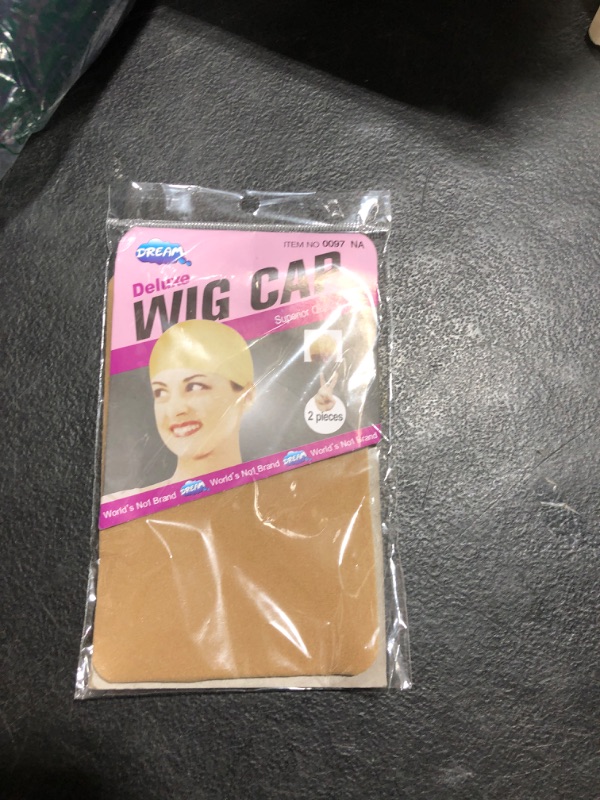 DREAM
ITEM NO 0097 NA
Deluxe
WIG CAP
Superior
2 pieces
World's No1 Brand DREAM World's No1 Brand DREAM World's No1 Brand